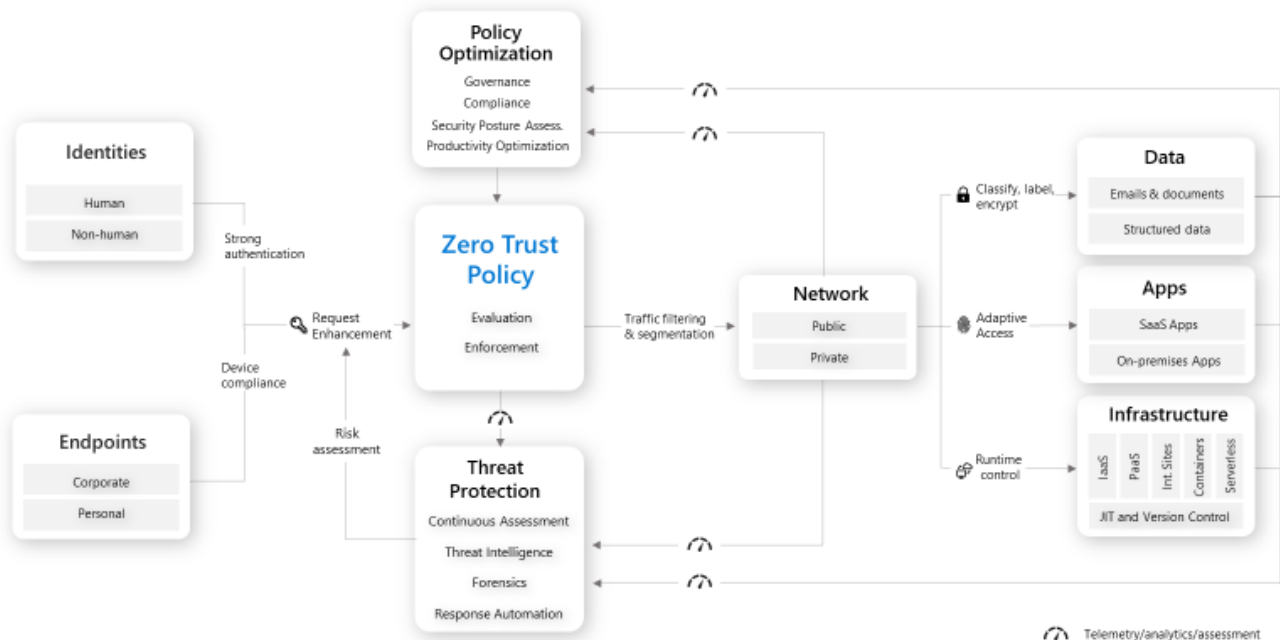 Policy
Optimization
Governance
Compliance
Security Posture Assess.
Productivity Optimization
Identities
Human
Non-human
Strong
authentication
Request
Enhancement
Device
compliance
Endpoints
Corporate
Personal
Risk
assessment
Zero Trust
Policy
Evaluation
Enforcement
Threat
Protection
Continuous Assessment
Threat Intelligence
Forensics
Response Automation
Traffic filtering
& segmentation
Network
Public
Private
Classify, label,
encrypt
Adaptive
Access
Runtime
control
Data
Emails & documents
Structured data
Apps
SaaS Apps
On-premises Apps
Infrastructure
IaaS
PaaS
Int. Sites
Containers
Serverless
JIT and Version Control
Telemetry/analytics/assessment